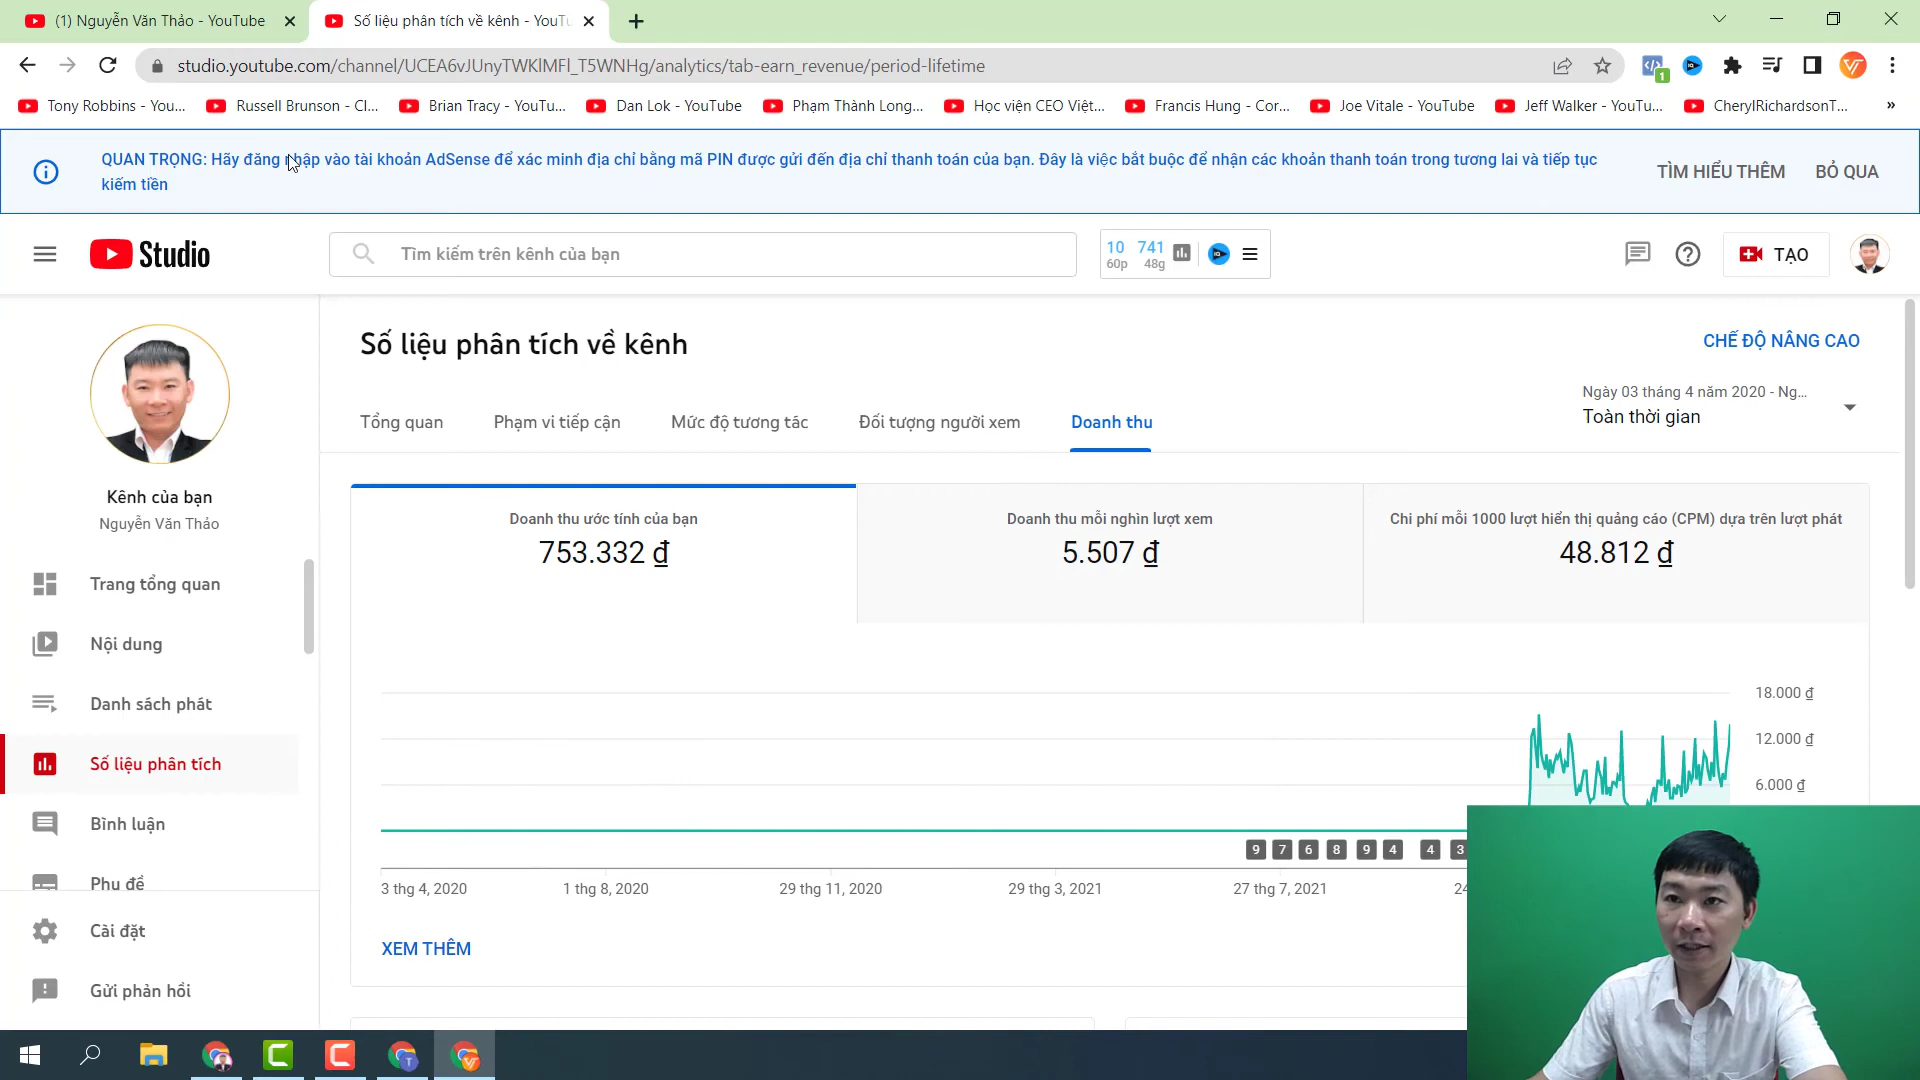 (1) Nguyễn Văn Thảo - YouTube
Số liệu phân tích về kênh - YouTu
studio.youtube.com/channel/UCEA6vJUnyTWKlMFl_T5WNHg/analytics/tab-earn_revenue/period-lifetime
1
Tony Robbins - You...
Russell Brunson - Cl...
Brian Tracy - YouTu...
Dan Lok - YouTube
Phạm Thành Long...
Học viện CEO Việt...
Francis Hung - Cor...
Joe Vitale - YouTube
Jeff Walker - YouTu...
CherylRichardsonT...
»
QUAN TRỌNG: Hãy đăng nhập vào tài khoản AdSense để xác minh địa chỉ bằng mã PIN được gửi đến địa chỉ thanh toán của bạn. Đây là việc bắt buộc để nhận các khoản thanh toán trong tương lai và tiếp tục
kiếm tiền
TÌM HIỂU THÊM
BỎ QUA
Studio
Tìm kiếm trên kênh của bạn
10 741
60p 48g
TẠO
Số liệu phân tích về kênh
CHẾ ĐỘ NÂNG CAO
Ngày 03 tháng 4 năm 2020 - Ng...
Toàn thời gian
Tổng quan
Phạm vi tiếp cận
Mức độ tương tác
Đối tượng người xem
Doanh thu
Kênh của bạn
Nguyễn Văn Thảo
Trang tổng quan
Nội dung
Danh sách phát
Số liệu phân tích
Bình luận
Phụ đề
Cài đặt
Gửi phản hồi
Doanh thu ước tính của bạn
753.332 ₫
Doanh thu mỗi nghìn lượt xem
5.507 ₫
Chi phí mỗi 1000 lượt hiển thị quảng cáo (CPM) dựa trên lượt phát
48.812 ₫
18.000 ₫
12.000 ₫
6.000 ₫
9 7 6 8 9 4 4 3
3 thg 4, 2020
1 thg 8, 2020
29 thg 11, 2020
29 thg 3, 2021
27 thg 7, 2021
24
XEM THÊM